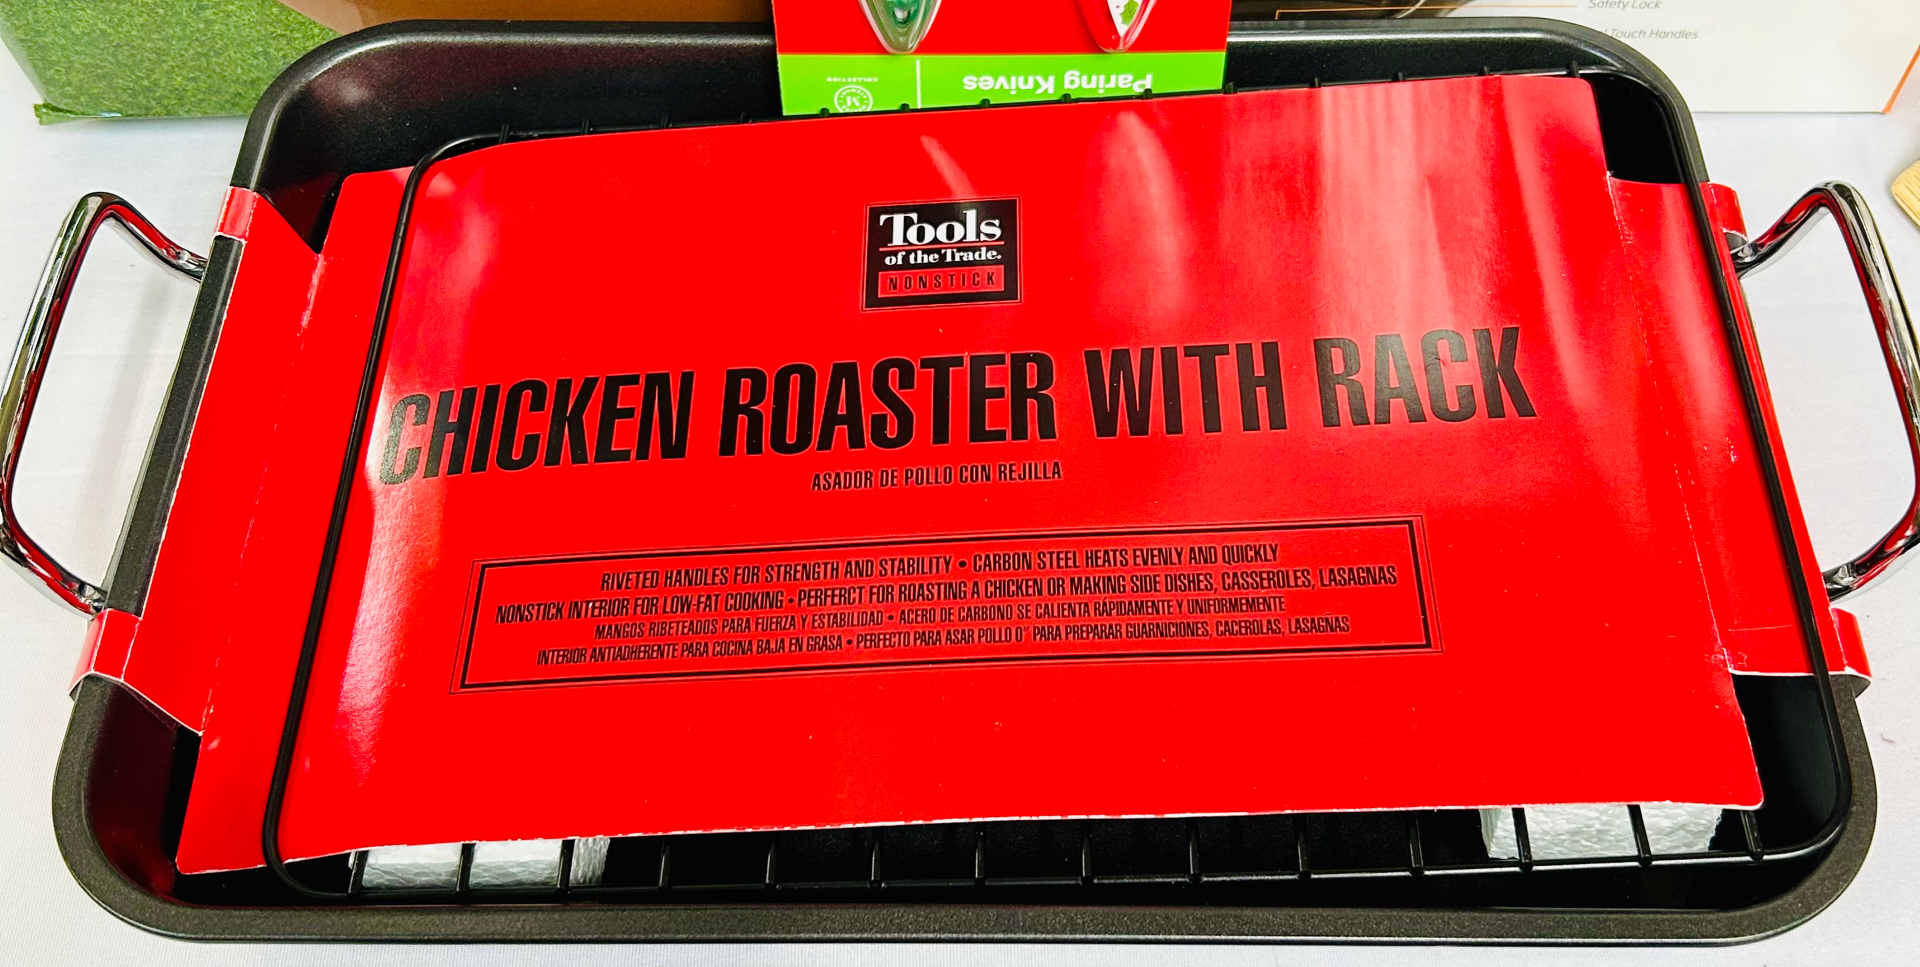 Safety Lock
Touch Handles
Paring Knives
COLLECTION
Tools
of the Trade®
NONSTICK
CHICKEN ROASTER WITH RACK
ASADOR DE POLLO CON REJILLA
RIVETED HANDLES FOR STRENGTH AND STABILITY • CARBON STEEL HEATS EVENLY AND QUICKLY
NONSTICK INTERIOR FOR LOW-FAT COOKING • PERFERCT FOR ROASTING A CHICKEN OR MAKING SIDE DISHES, CASSEROLES, LASAGNAS
MANGOS RIBETEADOS PARA FUERZA Y ESTABILIDAD • ACERO DE CARBONO SE CALIENTA RÁPIDAMENTE Y UNIFORMEMENTE
INTERIOR ANTIADHERENTE PARA COCINA BAJA EN GRASA • PERFECTO PARA ASAR POLLO O" PARA PREPARAR GUARNICIONES, CACEROLAS, LASAGÑAS